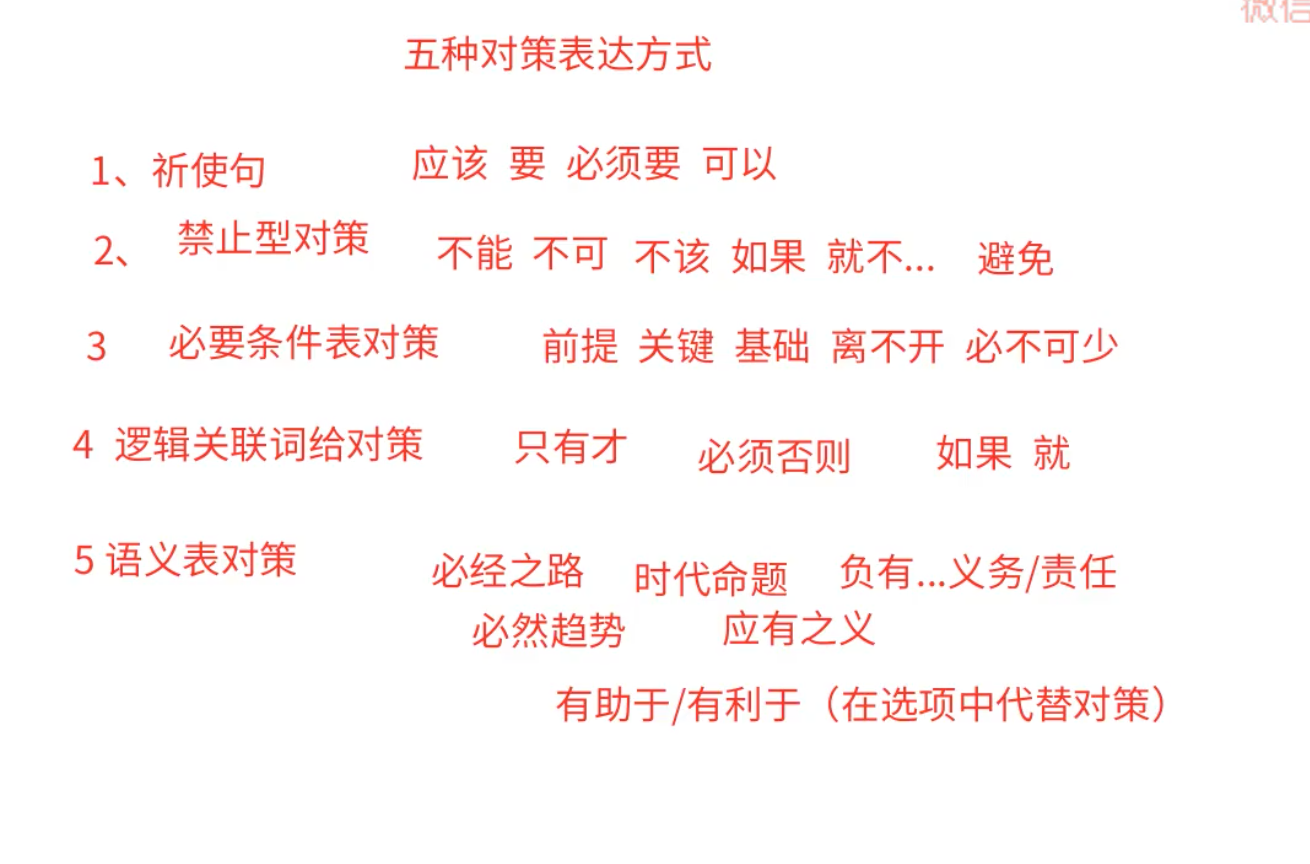 微信
五种对策表达方式
1、祈使句 应该 要 必须要 可以
2、 禁止型对策 不能 不可 不该 如果 就不... 避免
3 必要条件表对策 前提 关键 基础 离不开 必不可少
4 逻辑关联词给对策 只有才 必须否则 如果 就
5 语义表对策 必经之路 时代命题 负有...义务/责任
必然趋势 应有之义
有助于/有利于（在选项中代替对策）